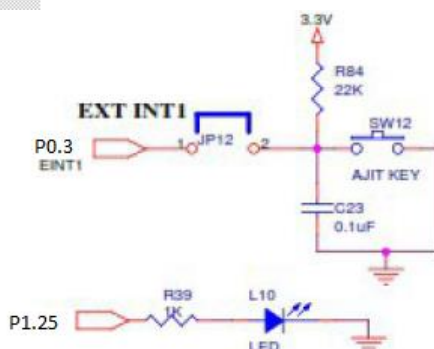 3.3V
R84
22K
EXT INT1
SW12
P0.3
1 JP12 2
EINT1
AJIT KEY
C23
0.1uF
R39
1K
L10
P1.25
LED